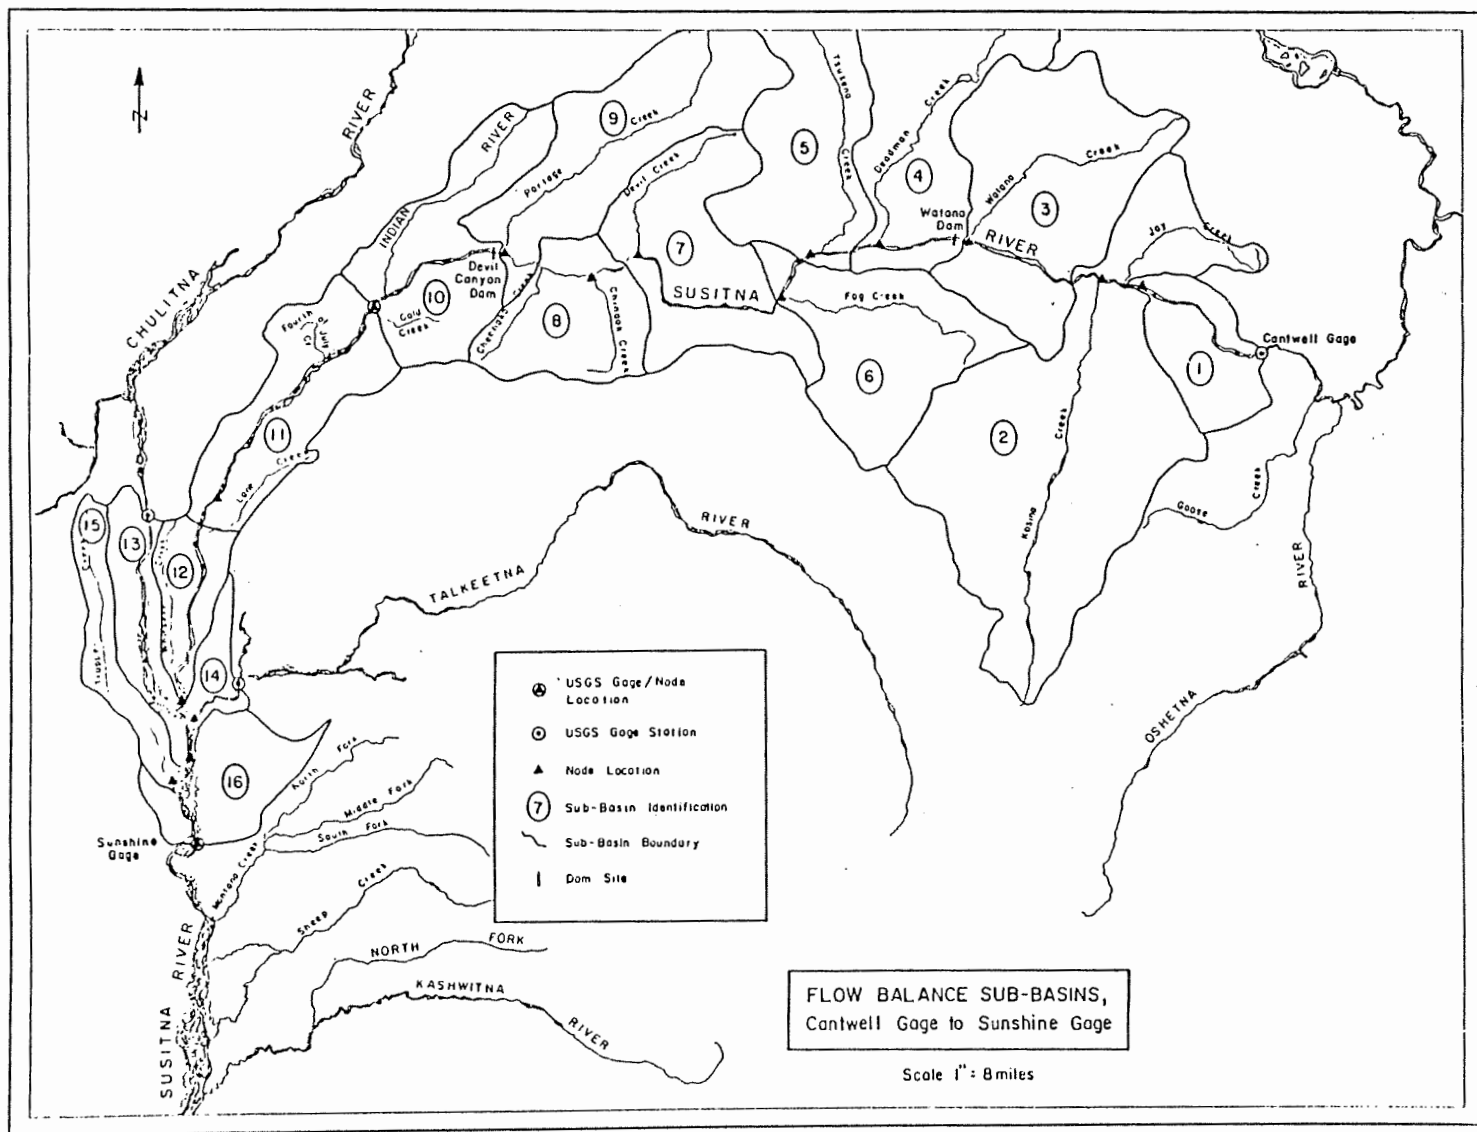 N
CHULITNA
RIVER
INDIAN
RIVER
9
Portage
Creek
Devil Creek
5
Tsusena
Creek
Deadman
Creek
4
Watana
Dam
Watana
Creek
3
RIVER
Jay
Creek
Cantwell Gage
1
Devil
Canyon
Dam
10
Gold
Creek
Cheechako Creek
8
Chinook Creek
7
SUSITNA
Fog Creek
6
2
Kosina
Creek
Goose
Creek
OSHETNA
RIVER
Fourth
of July
Cr
11
Lane
Creek
15
13
12
14
16
Creek
Trapper
TALKEETNA
RIVER
USGS Gage/Node
Location
USGS Gage Station
Node Location
7
Sub-Basin Identification
Sub-Basin Boundary
Dam Site
Sunshine
Gage
North
Fork
Middle Fork
South Fork
Montana Creek
Sheep
Creek
NORTH
FORK
KASHWITNA
RIVER
SUSITNA
RIVER
FLOW BALANCE SUB-BASINS,
Cantwell Gage to Sunshine Gage
Scale 1" = 8 miles